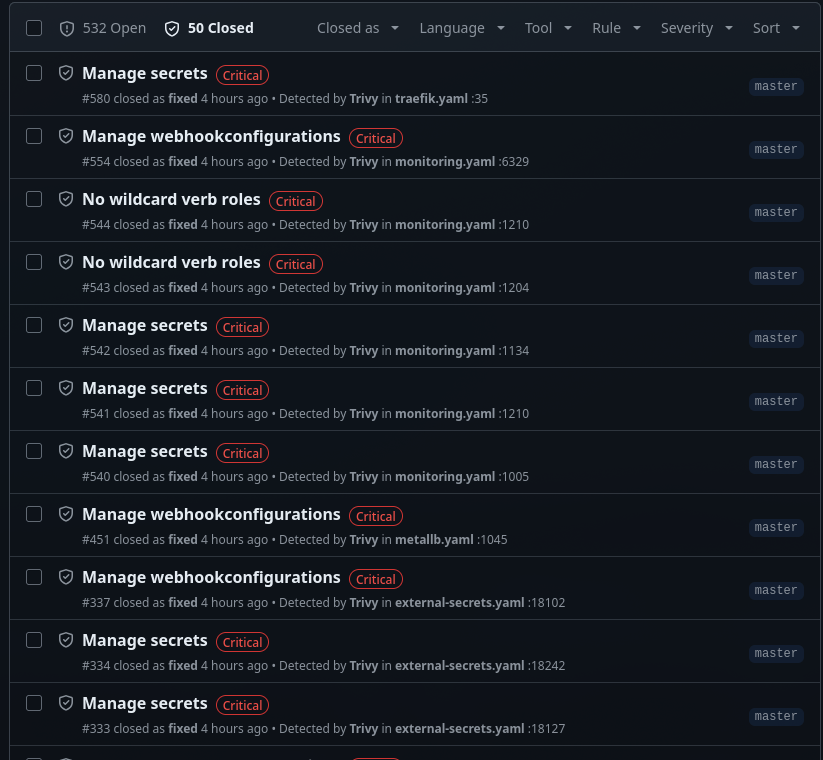 532 Open 50 Closed Closed as Language Tool Rule Severity Sort
Manage secrets Critical
#580 closed as fixed 4 hours ago • Detected by Trivy in traefik.yaml :35
master
Manage webhookconfigurations Critical
#554 closed as fixed 4 hours ago • Detected by Trivy in monitoring.yaml :6329
master
No wildcard verb roles Critical
#544 closed as fixed 4 hours ago • Detected by Trivy in monitoring.yaml :1210
master
No wildcard verb roles Critical
#543 closed as fixed 4 hours ago • Detected by Trivy in monitoring.yaml :1204
master
Manage secrets Critical
#542 closed as fixed 4 hours ago • Detected by Trivy in monitoring.yaml :1134
master
Manage secrets Critical
#541 closed as fixed 4 hours ago • Detected by Trivy in monitoring.yaml :1210
master
Manage secrets Critical
#540 closed as fixed 4 hours ago • Detected by Trivy in monitoring.yaml :1005
master
Manage webhookconfigurations Critical
#451 closed as fixed 4 hours ago • Detected by Trivy in metallb.yaml :1045
master
Manage webhookconfigurations Critical
#337 closed as fixed 4 hours ago • Detected by Trivy in external-secrets.yaml :18102
master
Manage secrets Critical
#334 closed as fixed 4 hours ago • Detected by Trivy in external-secrets.yaml :18242
master
Manage secrets Critical
#333 closed as fixed 4 hours ago • Detected by Trivy in external-secrets.yaml :18127
master